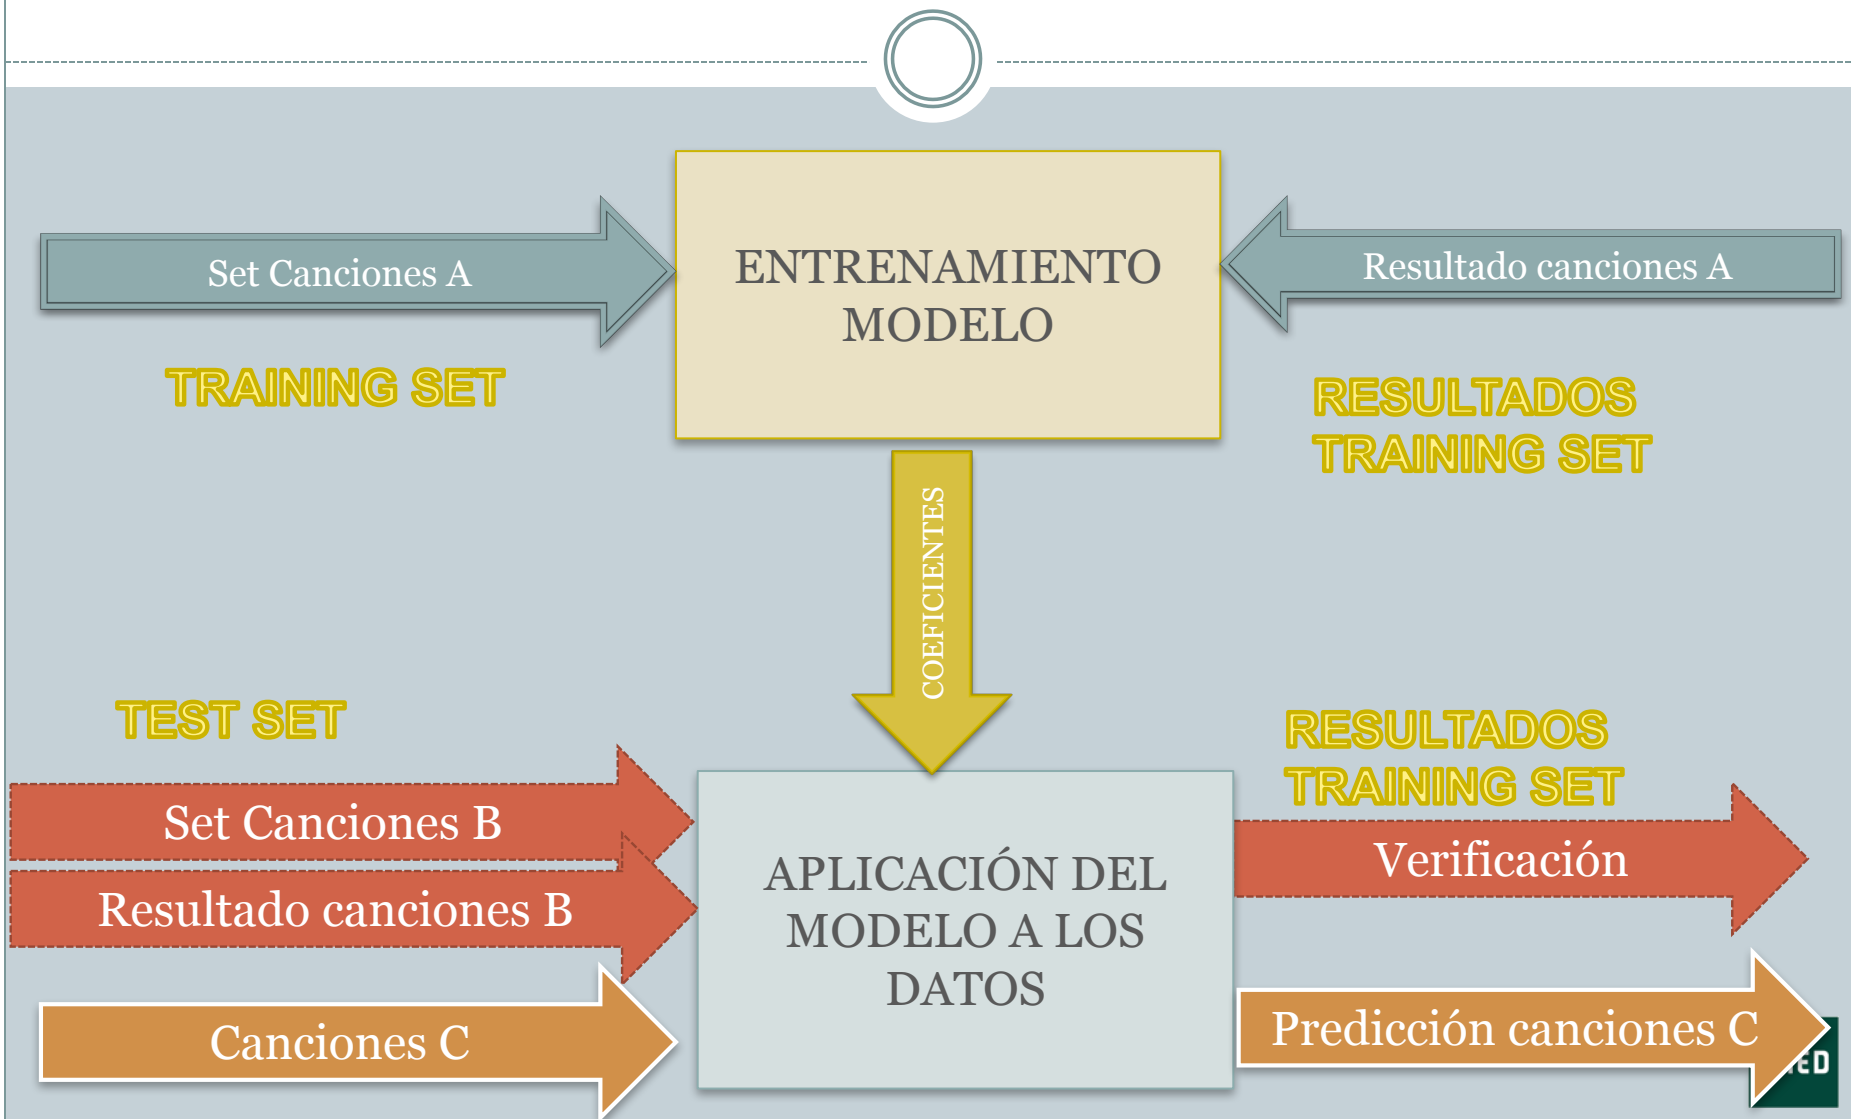 Set Canciones A
ENTRENAMIENTO
MODELO
Resultado canciones A
TRAINING SET
RESULTADOS
TRAINING SET
COEFICIENTES
TEST SET
RESULTADOS
TRAINING SET
Set Canciones B
Resultado canciones B
Canciones C
APLICACIÓN DEL
MODELO A LOS
DATOS
Verificación
Predicción canciones C